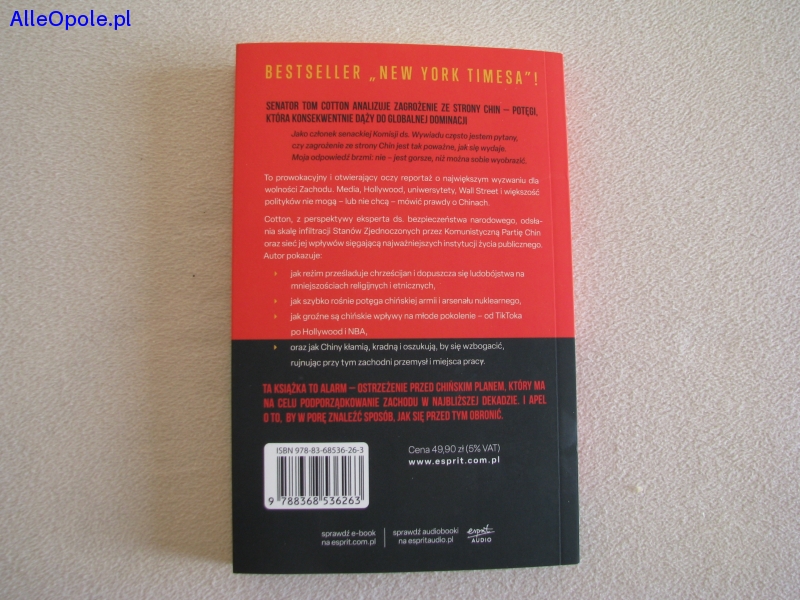 AlleOpole.pl
BESTSELLER „NEW YORK TIMESA”!
SENATOR TOM COTTON ANALIZUJE ZAGROŻENIE ZE STRONY CHIN – POTĘGI,
KTÓRA KONSEKWENTNIE DĄŻY DO GLOBALNEJ DOMINACJI
Jako członek senackiej Komisji ds. Wywiadu często jestem pytany,
czy zagrożenie ze strony Chin jest tak poważne, jak się wydaje.
Moja odpowiedź brzmi: nie – jest gorsze, niż można sobie wyobrazić.
To prowokacyjny i otwierający oczy reportaż o największym wyzwaniu dla
wolności Zachodu. Media, Hollywood, uniwersytety, Wall Street i większość
polityków nie mogą – lub nie chcą – mówić prawdy o Chinach.
Cotton, z perspektywy eksperta ds. bezpieczeństwa narodowego, odsła-
nia skalę infiltracji Stanów Zjednoczonych przez Komunistyczną Partię Chin
oraz sieć jej wpływów sięgającą najważniejszych instytucji życia publicznego.
Autor pokazuje:
jak reżim prześladuje chrześcijan i dopuszcza się ludobójstwa na
mniejszościach religijnych i etnicznych,
jak szybko rośnie potęga chińskiej armii i arsenału nuklearnego,
jak groźne są chińskie wpływy na młode pokolenie – od TikToka
po Hollywood i NBA,
oraz jak Chiny kłamią, kradną i oszukują, by się wzbogacić,
rujnując przy tym zachodni przemysł i miejsca pracy.
TA KSIĄŻKA TO ALARM – OSTRZEŻENIE PRZED CHIŃSKIM PLANEM, KTÓRY MA
NA CELU PODPORZĄDKOWANIE ZACHODU W NAJBLIŻSZEJ DEKADZIE. I APEL
O TO, BY W PORĘ ZNALEŹĆ SPOSÓB, JAK SIĘ PRZED TYM OBRONIĆ.
ISBN 978-83-68536-26-3
9 788368 536263
Cena 49,90 zł (5% VAT)
www.esprit.com.pl
sprawdź e-book
na esprit.com.pl
sprawdź audiobooki
na espritaudio.pl
esprit
AUDIO